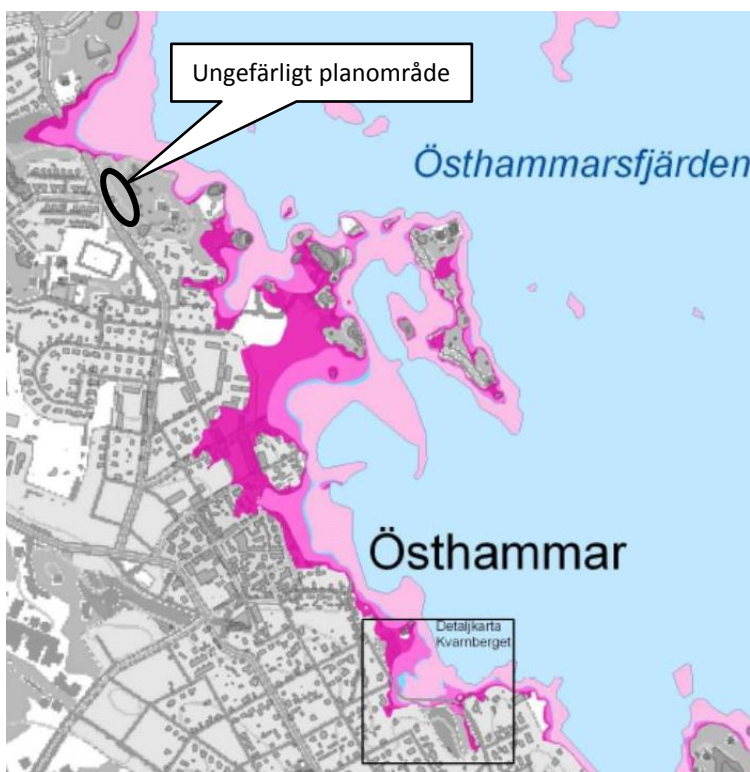 Ungefärligt planområde
Östhammarsfjärden
Östhammar
Detaljkarta
Kvarnberget